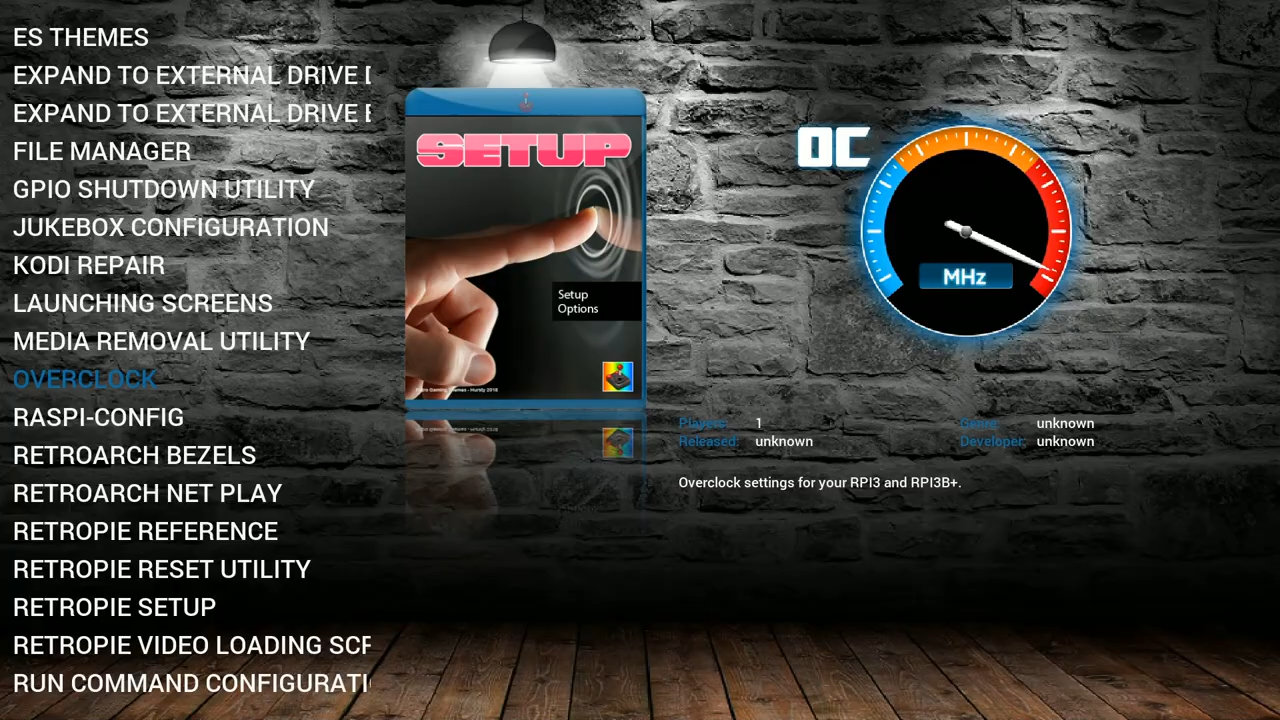 ES THEMES
EXPAND TO EXTERNAL DRIVE
EXPAND TO EXTERNAL DRIVE
FILE MANAGER
GPIO SHUTDOWN UTILITY
JUKEBOX CONFIGURATION
KODI REPAIR
LAUNCHING SCREENS
MEDIA REMOVAL UTILITY
OVERCLOCK
RASPI-CONFIG
RETROARCH BEZELS
RETROARCH NET PLAY
RETROPIE REFERENCE
RETROPIE RESET UTILITY
RETROPIE SETUP
RETROPIE VIDEO LOADING SCR
RUN COMMAND CONFIGURATI
SETUP
Setup
Options
OC
MHz
Players: 1
Released: unknown
Genre: unknown
Developer: unknown
Overclock settings for your RPI3 and RPI3B+.